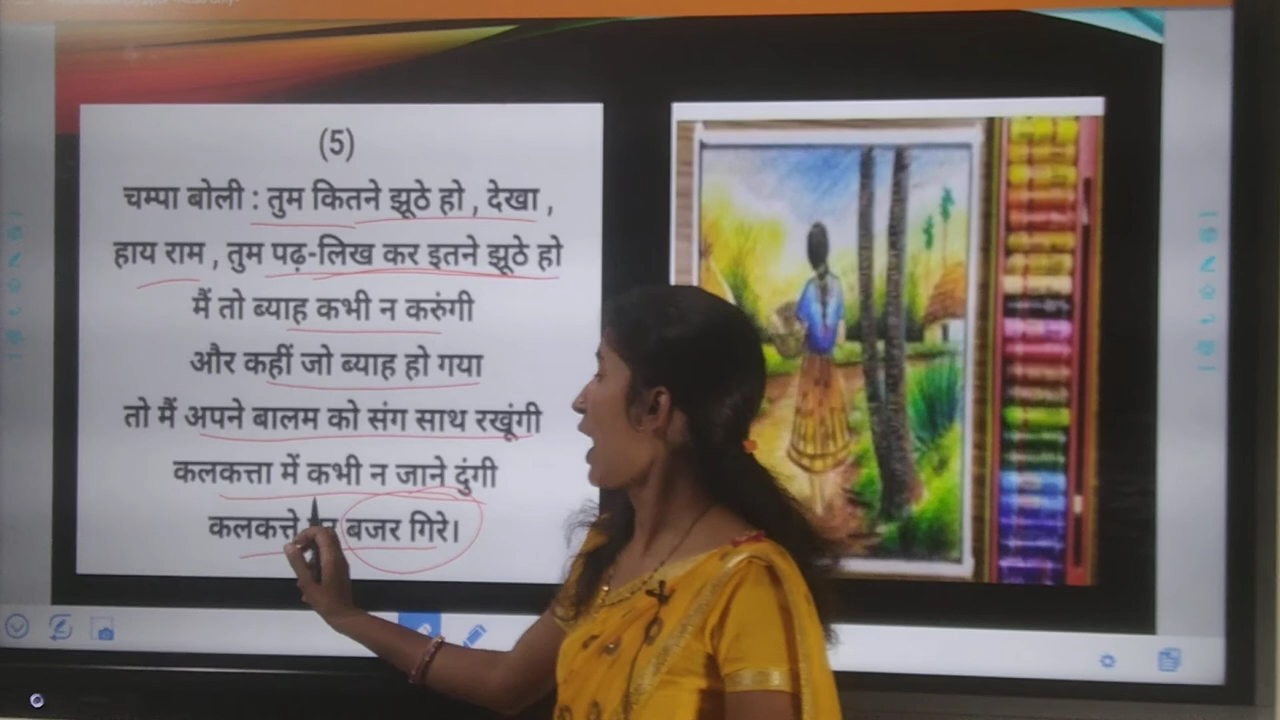 (5)
चम्पा बोली : तुम कितने झूठे हो , देखा ,
हाय राम , तुम पढ़-लिख कर इतने झूठे हो
मैं तो ब्याह कभी न करुंगी
और कहीं जो ब्याह हो गया
तो मैं अपने बालम को संग साथ रखूंगी
कलकत्ता में कभी न जाने दुंगी
कलकत्ते बजर गिरे।